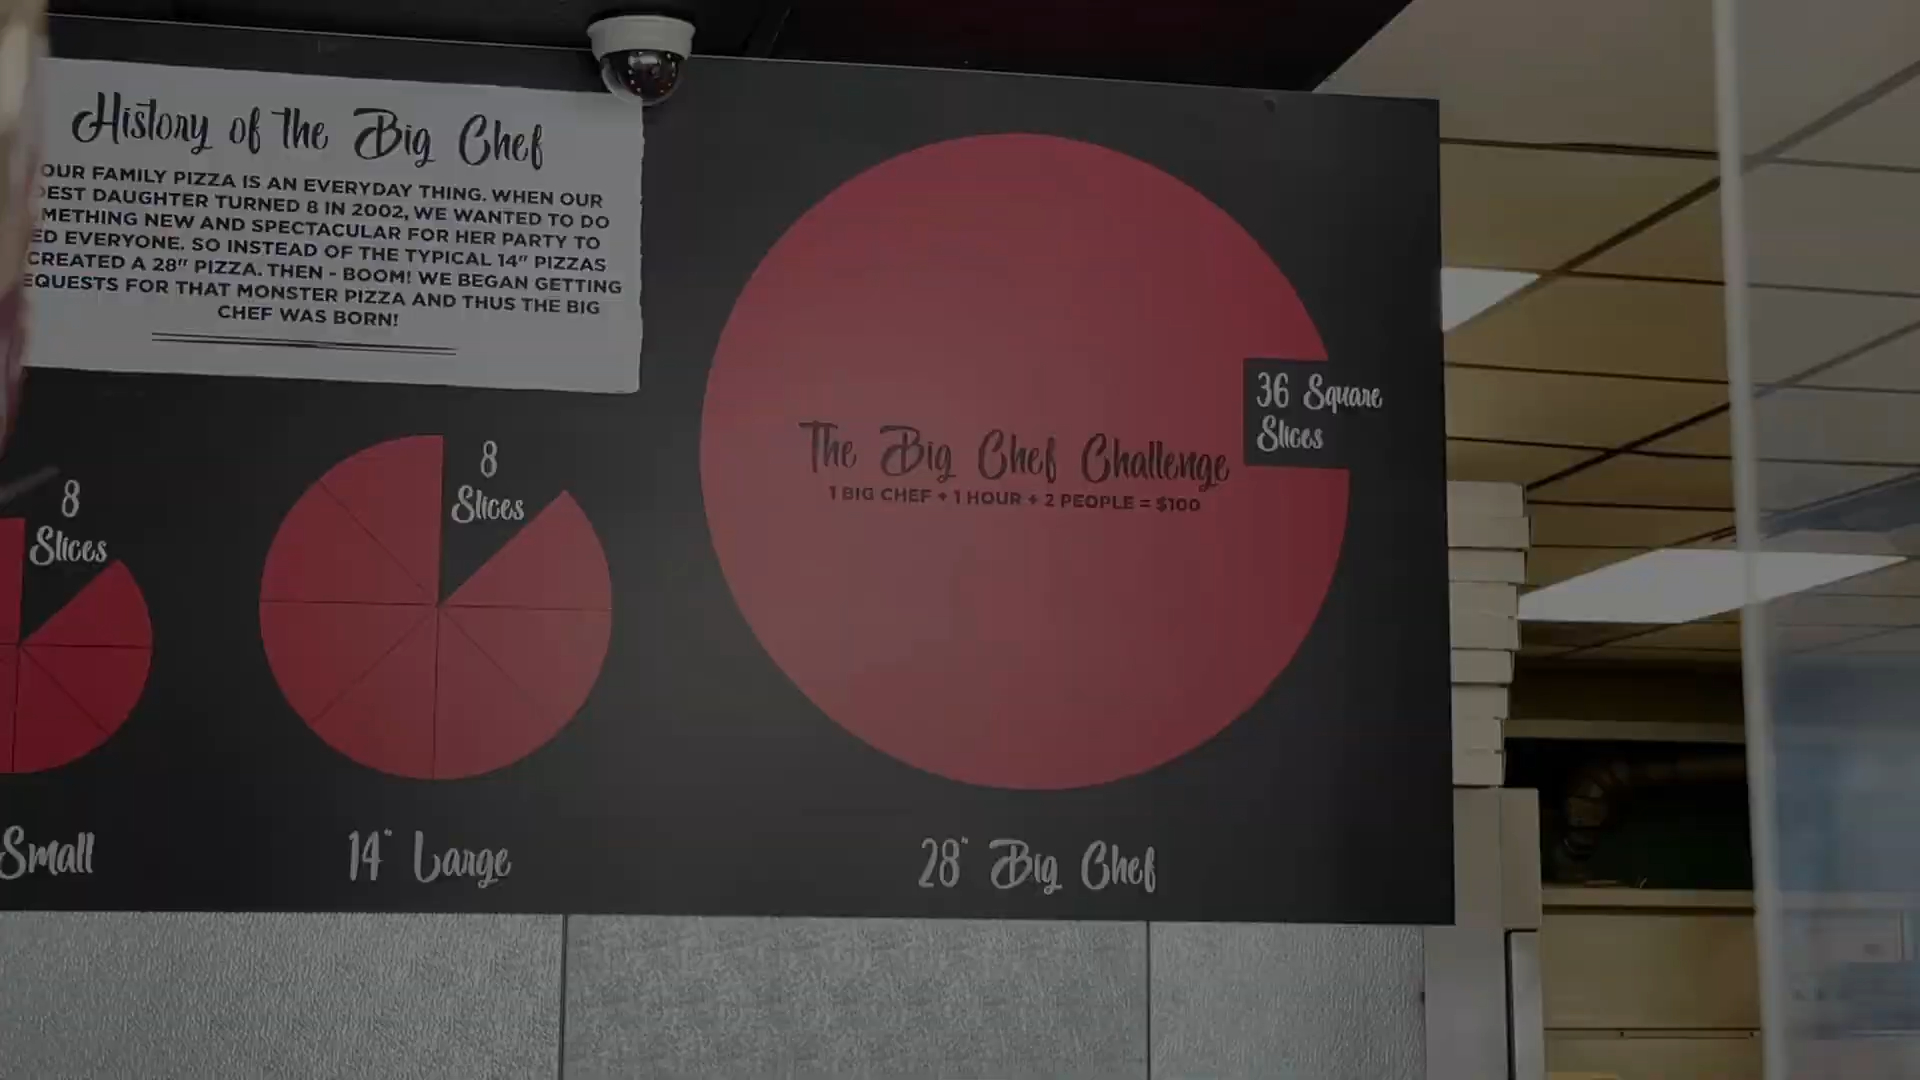 History of the Big Chef
OUR FAMILY PIZZA IS AN EVERYDAY THING. WHEN OUR
DAUGHTER TURNED 8 IN 2002, WE WANTED TO DO
NEW AND SPECTACULAR FOR HER PARTY TO
EVERYONE. SO INSTEAD OF THE TYPICAL 14" PIZZAS
CREATED A 28" PIZZA. THEN - BOOM! WE BEGAN GETTING
FOR THAT MONSTER PIZZA AND THUS THE BIG
CHEF WAS BORN!
8
Slices
Small
8
Slices
14" Large
36 Square
Slices
The Big Chef Challenge
1 BIG CHEF + 1 HOUR + 2 PEOPLE = $100
28" Big Chef